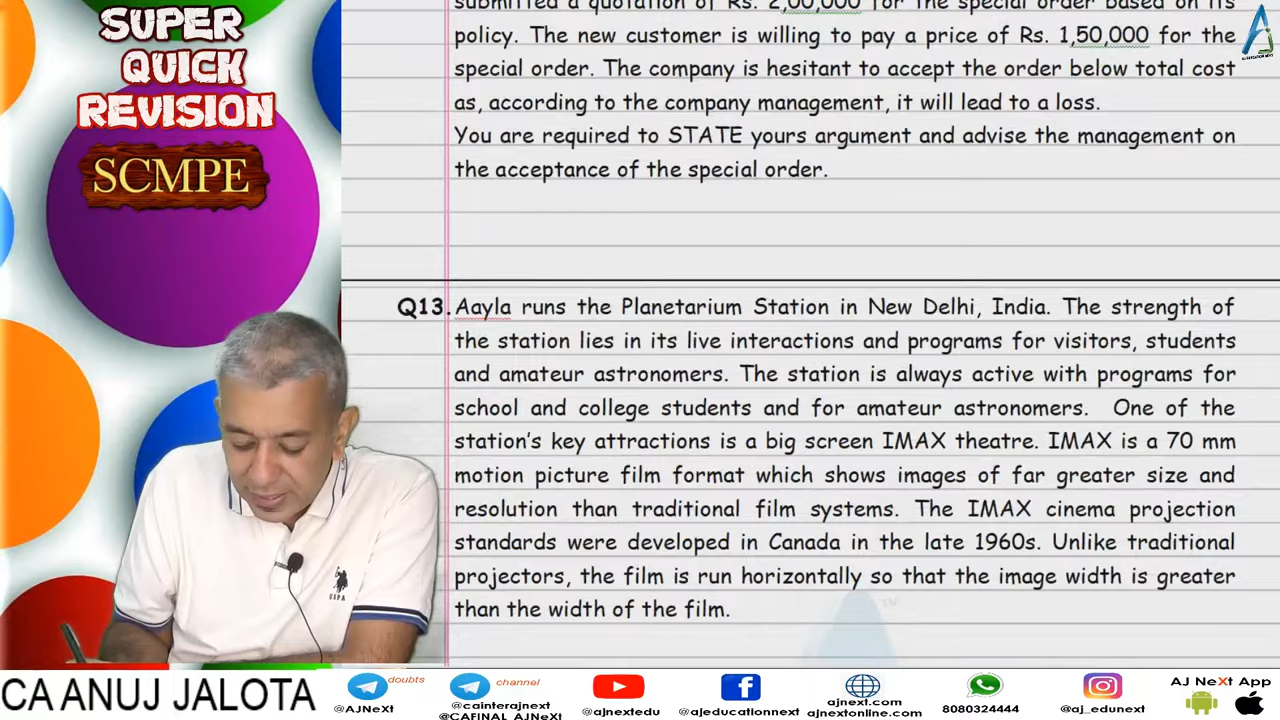 SUPER
QUICK
REVISION
SCMPE
submitted a quotation of Rs. 2,00,000 for the special order based on its
policy. The new customer is willing to pay a price of Rs. 1,50,000 for the
special order. The company is hesitant to accept the order below total cost
as, according to the company management, it will lead to a loss.
You are required to STATE yours argument and advise the management on
the acceptance of the special order.
Q13. Aayla runs the Planetarium Station in New Delhi, India. The strength of
the station lies in its live interactions and programs for visitors, students
and amateur astronomers. The station is always active with programs for
school and college students and for amateur astronomers. One of the
station's key attractions is a big screen IMAX theatre. IMAX is a 70 mm
motion picture film format which shows images of far greater size and
resolution than traditional film systems. The IMAX cinema projection
standards were developed in Canada in the late 1960s. Unlike traditional
projectors, the film is run horizontally so that the image width is greater
than the width of the film.
USPA
CA ANUJ JALOTA
doubts
@AJNeXt
channel
@cainterajnext
@CAFINAL_AJNeXt
@ajnextedu
@ajeducationnext
ajnext.com
ajnextonline.com
8080324444
@aj_edunext
AJ NeXt App